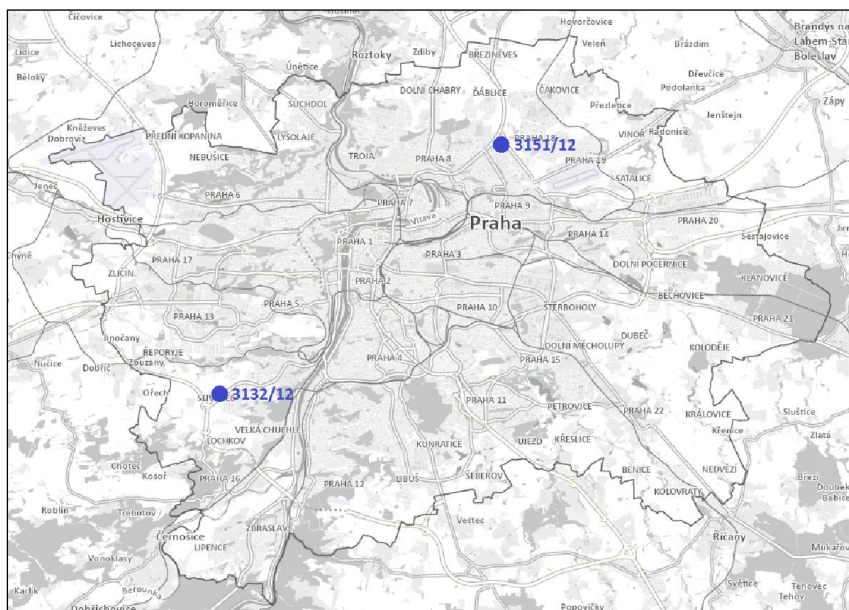 Číčovice
Lichoceves
Roztoky
Zdiby
Hovorčovice
Veleň
Brázdim
Brandýs na
Labem-Sta
Boleslav
Lidice
Běloky
Únětice
BŘEZINĚVES
DOLNÍ CHABRY
ĎÁBLICE
ČAKOVICE
Dřevčice
Podolanka
Přezletice
Zápy
Horoměřice
SUCHDOL
Kněževes
Dobrovíz
PŘEDNÍ KOPANINA
LYSOLAJE
NEBUŠICE
TROJA
PRAHA 8
PRAHA 18
3151/12
VINOŘ
Radonice
Jenštejn
PRAHA 19
SATALICE
Jeneč
PRAHA 6
PRAHA 7
Vltava
PRAHA 9
Hostivice
Praha
PRAHA 20
PRAHA 14
Šestajovice
PRAHA 1
PRAHA 3
PRAHA 17
ZLIČÍN
DOLNÍ POČERNICE
KLÁNOVICE
PRAHA 2
BĚCHOVICE
PRAHA 5
PRAHA 10
ŠTĚRBOHOLY
PRAHA 13
PRAHA 21
Jinočany
DUBEČ
DOLNÍ MĚCHOLUPY
KOLODĚJE
Nučice
ŘEPORYJE
Zbuzany
Dobříč
PRAHA 4
PRAHA 15
Ořech
3132/12
PRAHA 11
PETROVICE
PRAHA 22
KRÁLOVICE
Sluštice
VELKÁ CHUCHLE
LOCHKOV
KUNRATICE
ÚJEZD
KŘESLICE
Křenice
Zlatá
Choteč
Kosoř
PRAHA 16
LIBUŠ
ŠEBEROV
BENICE
NEDVĚZÍ
PRAHA 12
KOLOVRATY
Březí
Doubek
Babice
Roblín
Třebotov
Vestec
Černošice
ZBRASLAV
LIPENCE
Říčany
Mukařov
Vonoklasy
Karlík
Berounka
Dobřichovice
Světice
Tehovec
Tehov
Popovičky